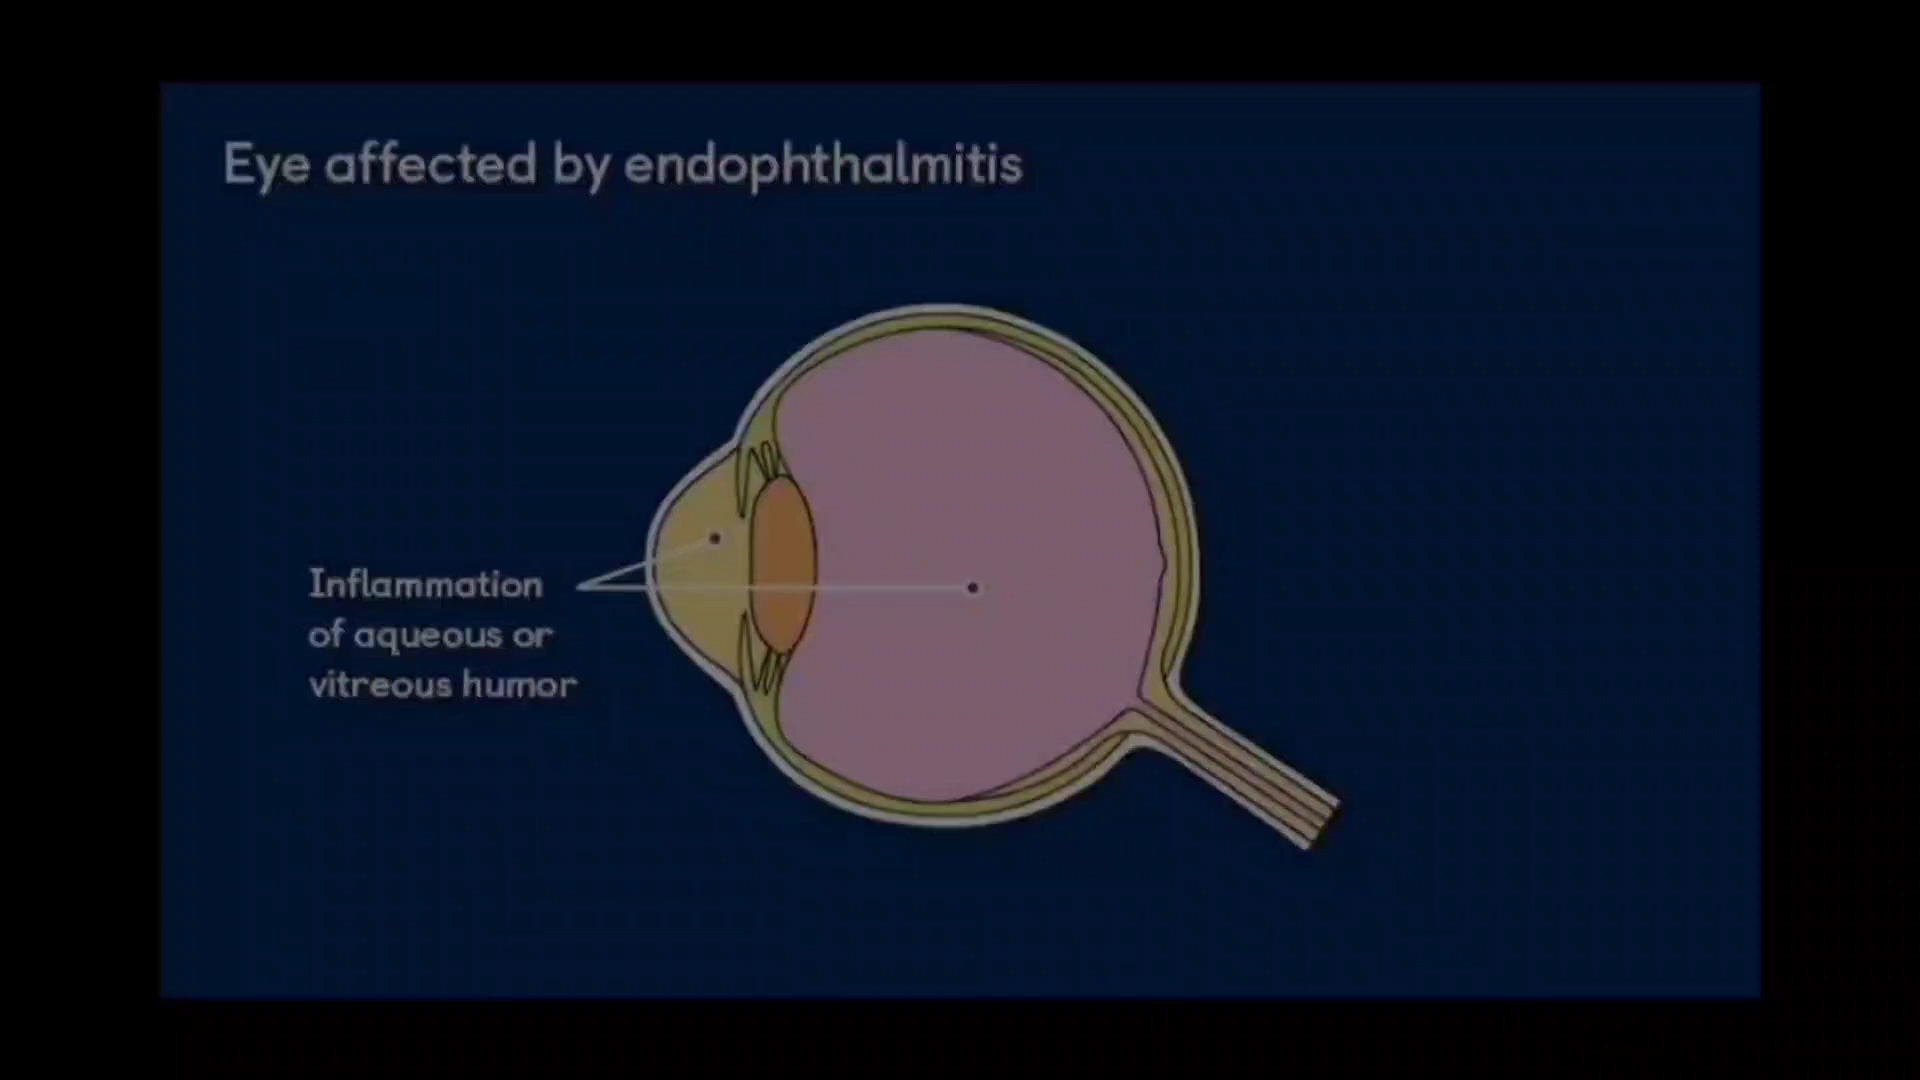 Eye affected by endophthalmitis
Inflammation
of aqueous or
vitreous humor